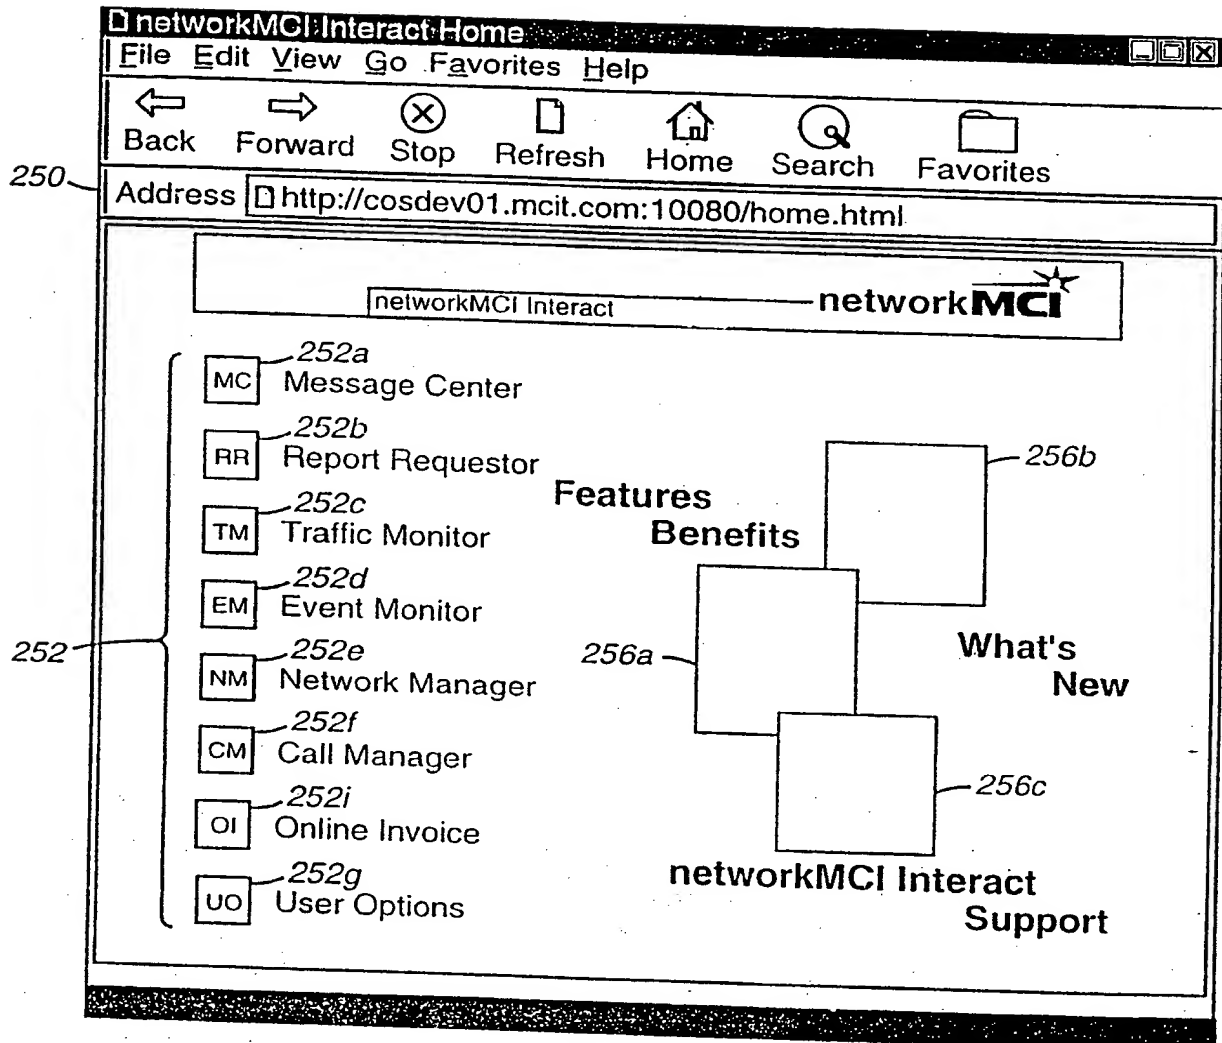 networkMCI Interact Home
File Edit View Go Favorites Help
Back Forward Stop Refresh Home Search Favorites
250
Address http://cosdev01.mcit.com:10080/home.html
networkMCI Interact
networkMCI
252
252a
MC Message Center
252b
RR Report Requestor
252c
TM Traffic Monitor
252d
EM Event Monitor
252e
NM Network Manager
252f
CM Call Manager
252i
OI Online Invoice
252g
UO User Options
Features
Benefits
256b
256a
What's
New
256c
networkMCI Interact
Support